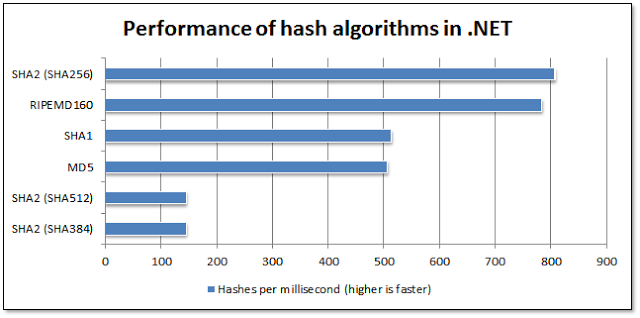 Performance of hash algorithms in .NET
SHA2 (SHA256)
RIPEMD160
SHA1
MD5
SHA2 (SHA512)
SHA2 (SHA384)
0 100 200 300 400 500 600 700 800 900
Hashes per millisecond (higher is faster)